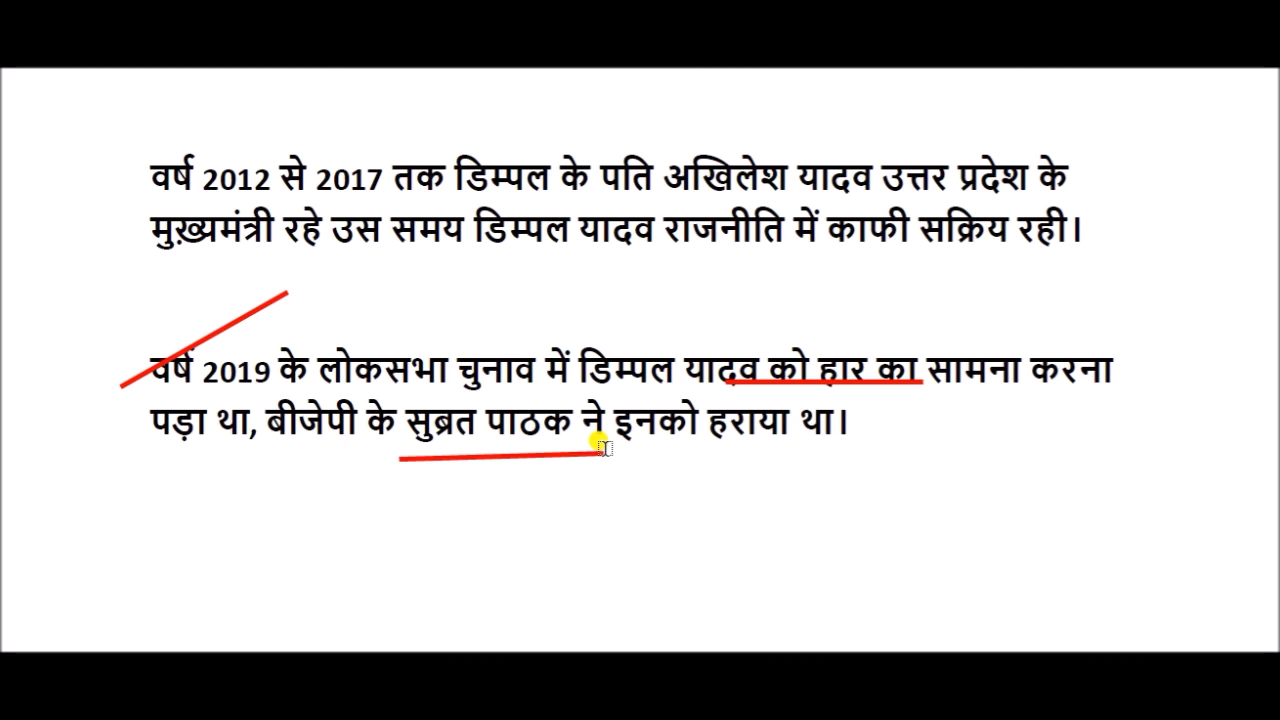 वर्ष 2012 से 2017 तक डिम्पल के पति अखिलेश यादव उत्तर प्रदेश के
मुख़्यमंत्री रहे उस समय डिम्पल यादव राजनीति में काफी सक्रिय रही।
वर्ष 2019 के लोकसभा चुनाव में डिम्पल यादव को हार का सामना करना
पड़ा था, बीजेपी के सुब्रत पाठक ने इनको हराया था।